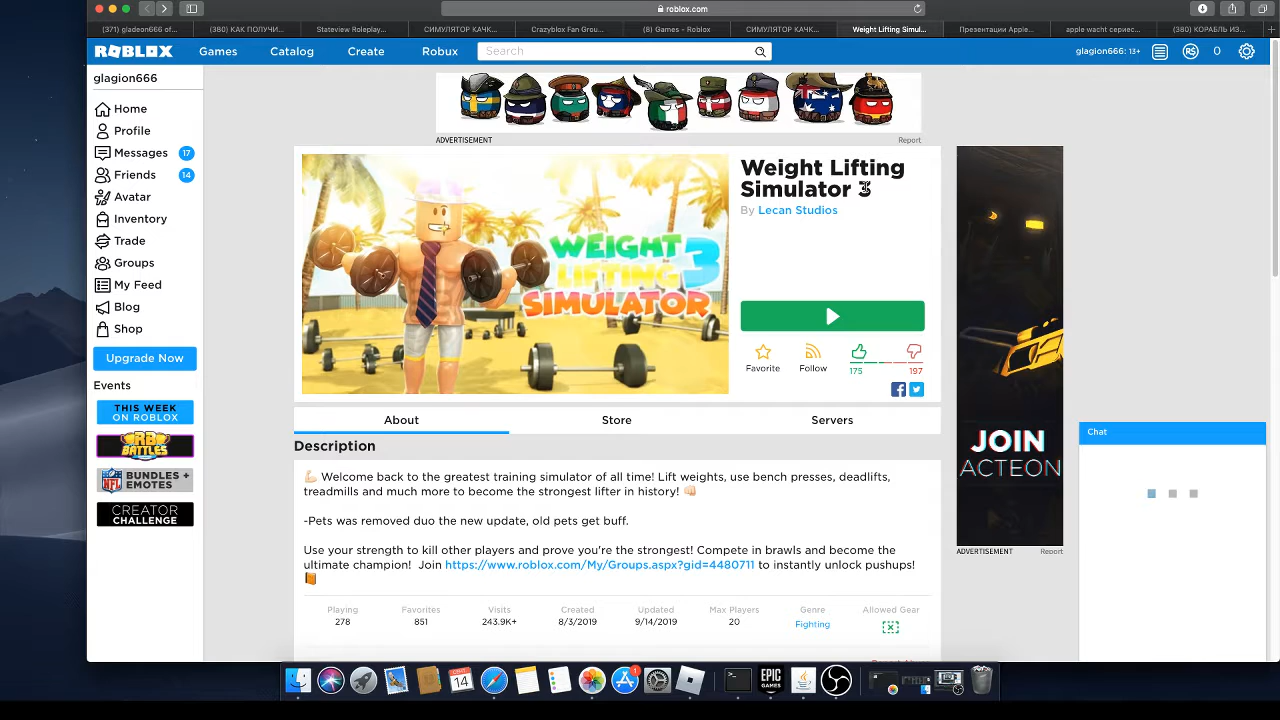 roblox.com
(371) gladeon666 of...
(380) КАК ПОЛУЧИ...
Stateview Roleplay...
СИМУЛЯТОР КАЧК...
Crazyblox Fan Grou...
(8) Games – Roblox
СИМУЛЯТОР КАЧК...
Weight Lifting Simul...
Презентации Apple...
apple wacht сериес...
(380) КОРАБЛЬ ИЗ...
ROBLOX
Games
Catalog
Create
Robux
Search
glagion666: 13+
R$
0
glagion666
Home
Profile
Messages 17
Friends 14
Avatar
Inventory
Trade
Groups
My Feed
Blog
Shop
Upgrade Now
Events
THIS WEEK
ON ROBLOX
RB
BATTLES
NFL
BUNDLES +
EMOTES
CREATOR
CHALLENGE
ADVERTISEMENT
Report
WEIGHT
LIFTING 3
SIMULATOR
Weight Lifting
Simulator 3
By Lecan Studios
Favorite
Follow
175
197
About
Store
Servers
Description
💪🏻 Welcome back to the greatest training simulator of all time! Lift weights, use bench presses, deadlifts,
treadmills and much more to become the strongest lifter in history! 👊🏻
-Pets was removed duo the new update, old pets get buff.
Use your strength to kill other players and prove you're the strongest! Compete in brawls and become the
ultimate champion! Join https://www.roblox.com/My/Groups.aspx?gid=4480711 to instantly unlock pushups!
Playing
278
Favorites
851
Visits
243.9K+
Created
8/3/2019
Updated
9/14/2019
Max Players
20
Genre
Fighting
Allowed Gear
JOIN
ACTEON
ADVERTISEMENT
Report
Chat
14
1
EPIC
GAMES